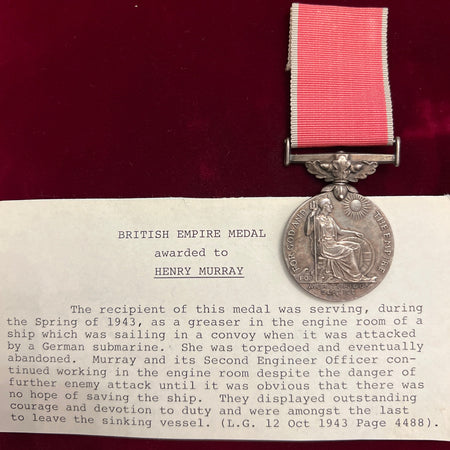 FOR GOD AND THE EMPIRE
BRITISH EMPIRE MEDAL
awarded to
HENRY MURRAY
The recipient of this medal was serving, during
the Spring of 1943, as a greaser in the engine room of a
ship which was sailing in a convoy when it was attacked
by a German submarine. She was torpedoed and eventually
abandoned. Murray and its Second Engineer Officer con-
tinued working in the engine room despite the danger of
further enemy attack until it was obvious that there was
no hope of saving the ship. They displayed outstanding
courage and devotion to duty and were amongst the last
to leave the sinking vessel. (L.G. 12 Oct 1943 Page 4488).